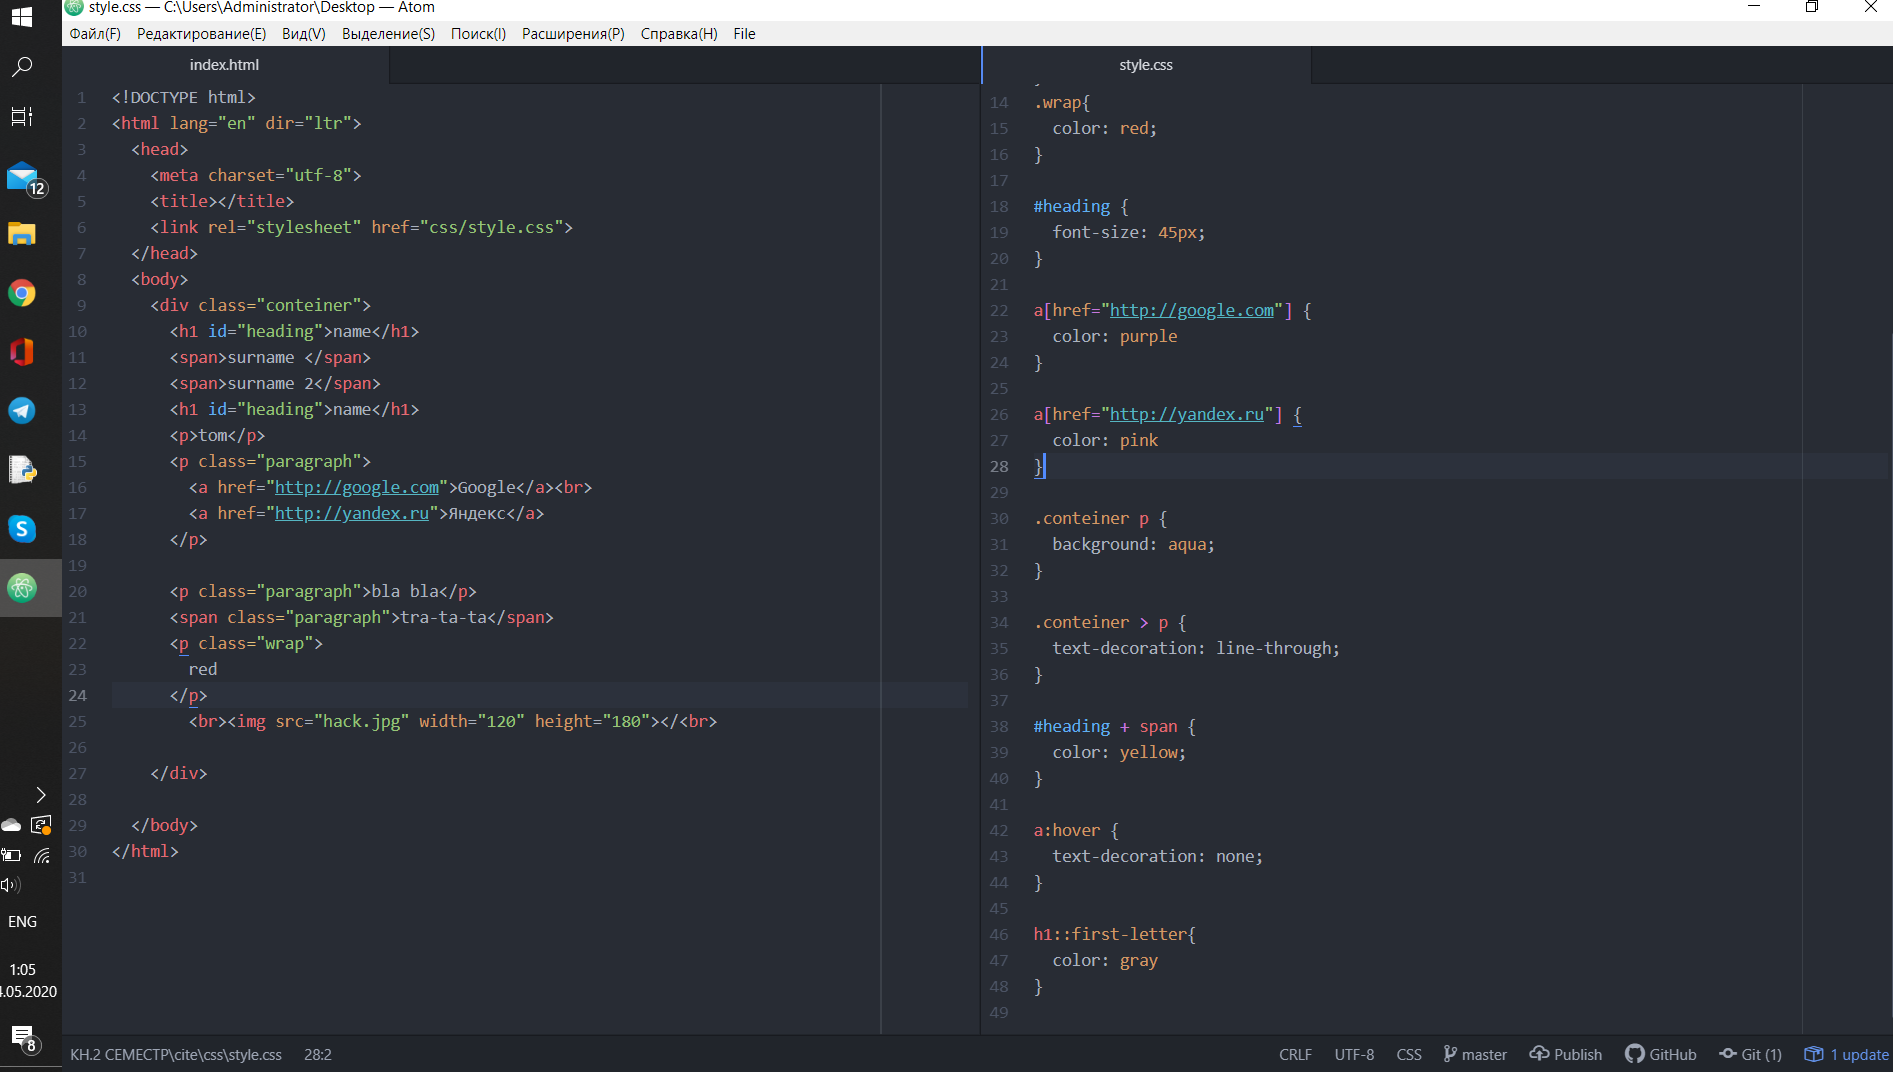 style.css — C:\Users\Administrator\Desktop — Atom
Файл(F) Редактирование(E) Вид(V) Выделение(S) Поиск(I) Расширения(P) Справка(H) File
index.html
1 <!DOCTYPE html>
2 <html lang="en" dir="ltr">
3 <head>
4 <meta charset="utf-8">
5 <title></title>
6 <link rel="stylesheet" href="css/style.css">
7 </head>
8 <body>
9 <div class="conteiner">
10 <h1 id="heading">name</h1>
11 <span>surname </span>
12 <span>surname 2</span>
13 <h1 id="heading">name</h1>
14 <p>tom</p>
15 <p class="paragraph">
16 <a href="http://google.com">Google</a><br>
17 <a href="http://yandex.ru">Яндекс</a>
18 </p>
19
20 <p class="paragraph">bla bla</p>
21 <span class="paragraph">tra-ta-ta</span>
22 <p class="wrap">
23 red
24 </p>
25 <br><img src="hack.jpg" width="120" height="180"></<br>
26
27 </div>
28
29 </body>
30 </html>
31
style.css
14 .wrap{
15 color: red;
16 }
17
18 #heading {
19 font-size: 45px;
20 }
21
22 a[href="http://google.com"] {
23 color: purple
24 }
25
26 a[href="http://yandex.ru"] {
27 color: pink
28 }
29
30 .conteiner p {
31 background: aqua;
32 }
33
34 .conteiner > p {
35 text-decoration: line-through;
36 }
37
38 #heading + span {
39 color: yellow;
40 }
41
42 a:hover {
43 text-decoration: none;
44 }
45
46 h1::first-letter{
47 color: gray
48 }
49
12
S
ENG
1:05
.05.2020
8
КН.2 СЕМЕСТР\cite\css\style.css 28:2 CRLF UTF-8 CSS master Publish GitHub Git (1) 1 update